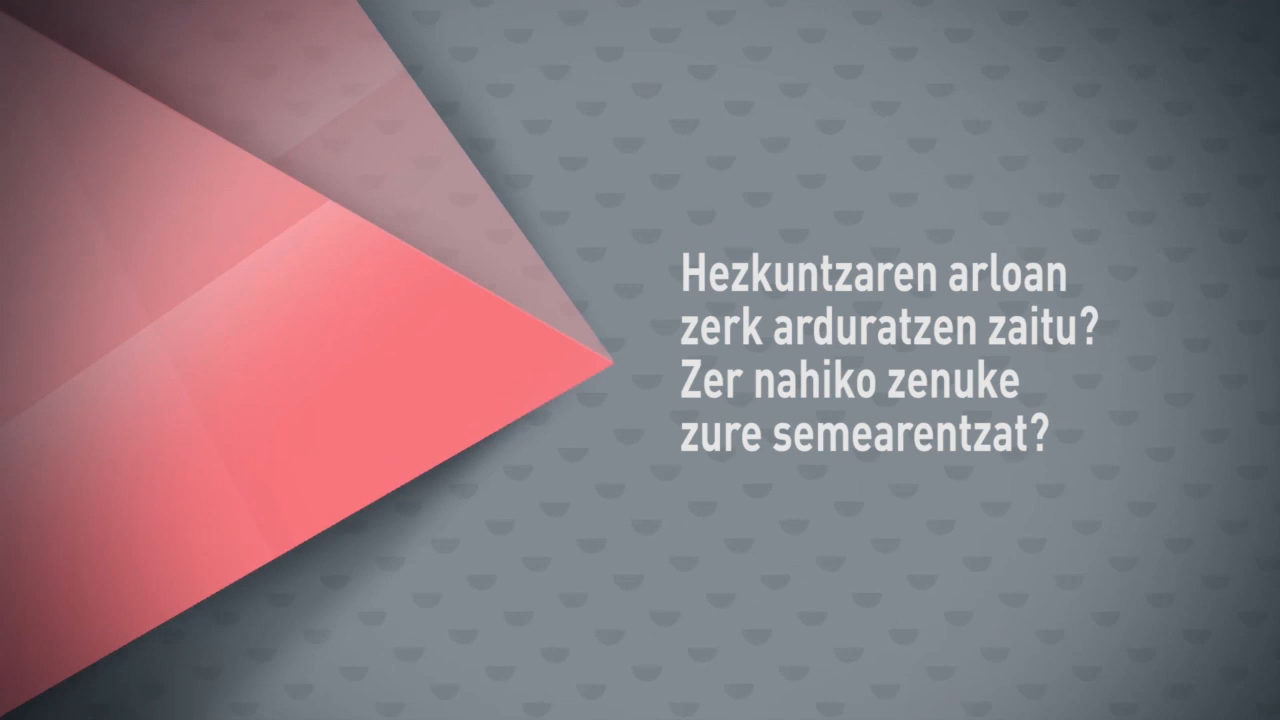 Hezkuntzaren arloan
zerk arduratzen zaitu?
Zer nahiko zenuke
zure semearentzat?